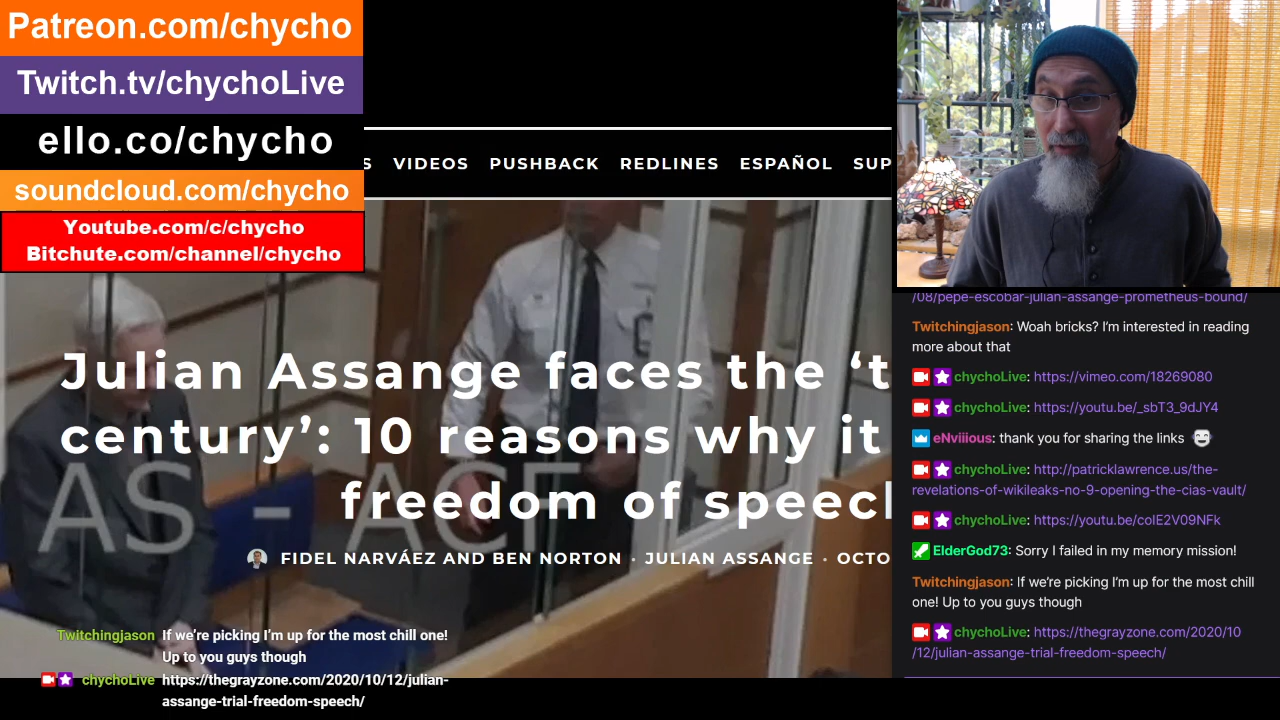 Patreon.com/chycho
Twitch.tv/chychoLive
ello.co/chycho
soundcloud.com/chycho
Youtube.com/c/chycho
Bitchute.com/channel/chycho
S VIDEOS PUSHBACK REDLINES ESPAÑOL SUP
Julian Assange faces the ‘t
century’: 10 reasons why it
freedom of speech
AS - ACF
FIDEL NARVÁEZ AND BEN NORTON · JULIAN ASSANGE · OCTO
Twitchingjason If we’re picking I’m up for the most chill one!
Up to you guys though
chychoLive https://thegrayzone.com/2020/10/12/julian-
assange-trial-freedom-speech/
/08/pepe-escobar-julian-assange-prometheus-bound/
Twitchingjason: Woah bricks? I’m interested in reading
more about that
chychoLive: https://vimeo.com/18269080
chychoLive: https://youtu.be/_sbT3_9dJY4
eNviiious: thank you for sharing the links
chychoLive: http://patricklawrence.us/the-
revelations-of-wikileaks-no-9-opening-the-cias-vault/
chychoLive: https://youtu.be/colE2V09NFk
ElderGod73: Sorry I failed in my memory mission!
Twitchingjason: If we’re picking I’m up for the most chill
one! Up to you guys though
chychoLive: https://thegrayzone.com/2020/10
/12/julian-assange-trial-freedom-speech/